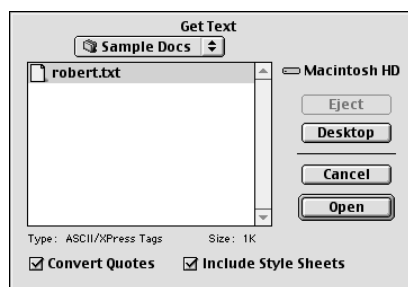 Get Text
Sample Docs
robert.txt
Macintosh HD
Eject
Desktop
Cancel
Open
Type: ASCII/XPress Tags Size: 1K
Convert Quotes Include Style Sheets